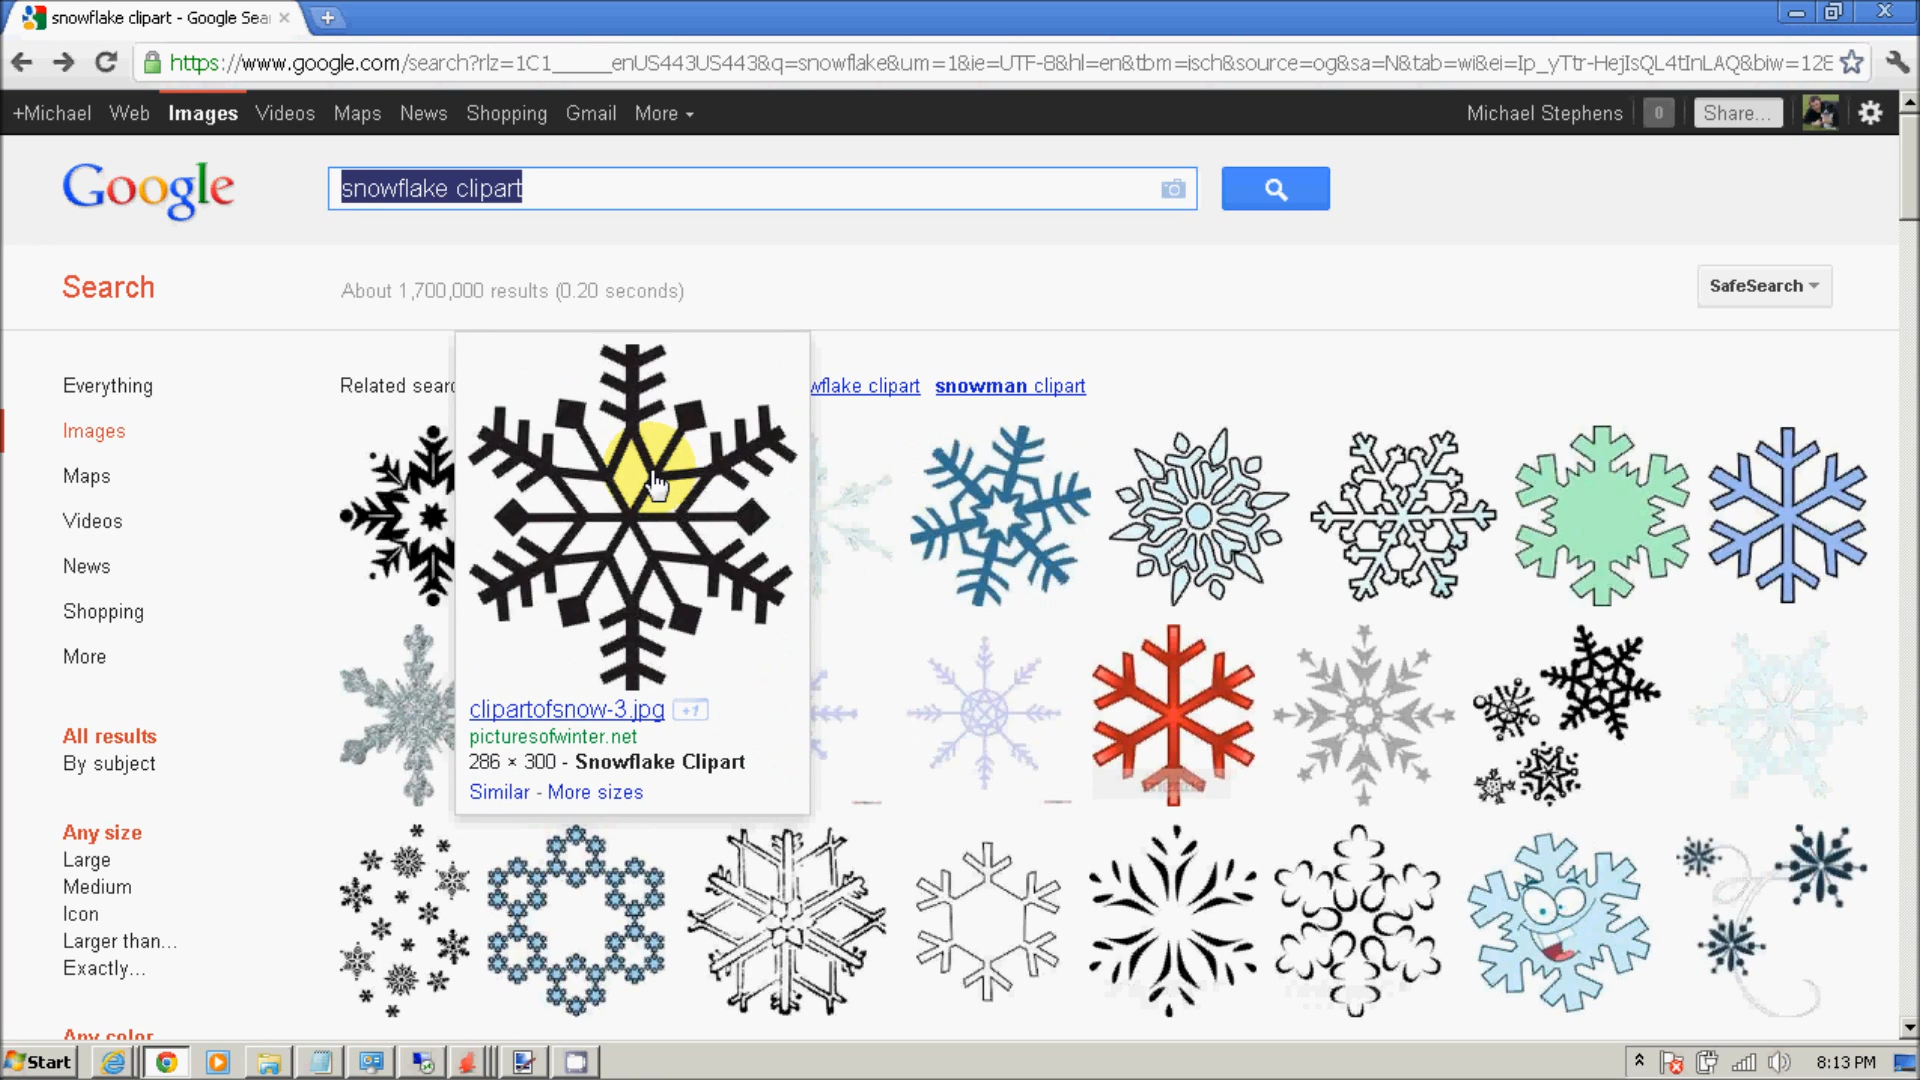 snowflake clipart - Google Sea
https://www.google.com/search?rlz=1C1_____enUS443US443&q=snowflake&um=1&ie=UTF-8&hl=en&tbm=isch&source=og&sa=N&tab=wi&ei=Ip_yTtr-HejIsQL4tInLAQ&biw=128
+Michael Web Images Videos Maps News Shopping Gmail More
Michael Stephens 0 Share...
Google
snowflake clipart
Search
About 1,700,000 results (0.20 seconds)
SafeSearch
Everything
Images
Maps
Videos
News
Shopping
More
All results
By subject
Any size
Large
Medium
Icon
Larger than...
Exactly...
Any color
Related searc
wflake clipart snowman clipart
clipartofsnow-3.jpg +1
picturesofwinter.net
286 × 300 - Snowflake Clipart
Similar - More sizes
Start
8:13 PM